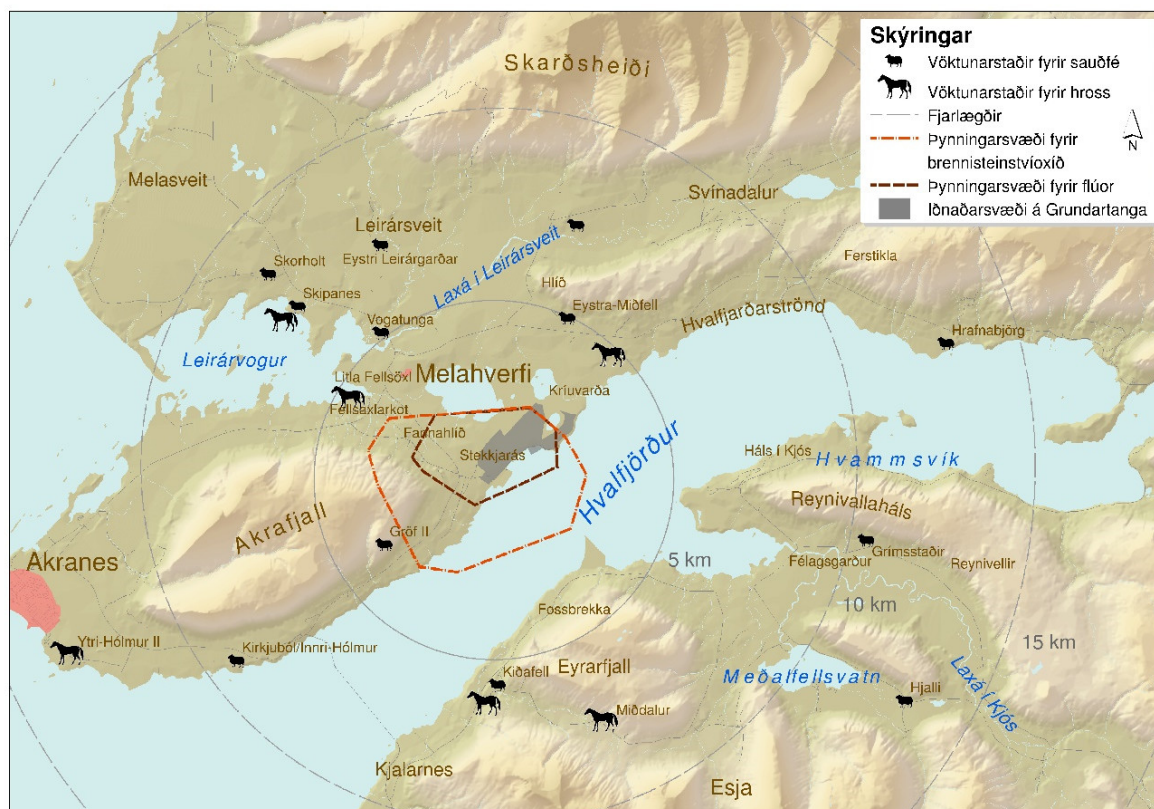 Skarðsheiði
Skýringar
Vöktunarstaðir fyrir sauðfé
Vöktunarstaðir fyrir hross
Fjarlægðir
Þynningarsvæði fyrir
brennisteinstvíoxíð
Þynningarsvæði fyrir flúor
Iðnaðarsvæði á Grundartanga
N
Melasveit
Svínadalur
Leirársveit
Eystri Leirárgarðar
Skorholt
Laxá í Leirársveit
Ferstikla
Hlíð
Skipanes
Eystra-Miðfell
Vogatunga
Hvalfjarðarströnd
Hrafnabjörg
Leirárvogur
Litla Fellsöxl
Melahverfi
Kríuvarða
Fellsaxlarkot
Fannahlíð
Stekkjarás
Hvalfjörður
Háls í Kjós
Hvammsvík
Reynivallaháls
Akrafjall
Gröf II
Grímsstaðir
Akranes
5 km
Félagsgarður
Reynivellir
Fossbrekka
10 km
15 km
Ytri-Hólmur II
Kirkjuból/Innri-Hólmur
Kiðafell
Eyrarfjall
Meðalfellsvatn
Laxá í Kjós
Hjalli
Miðdalur
Kjalarnes
Esja